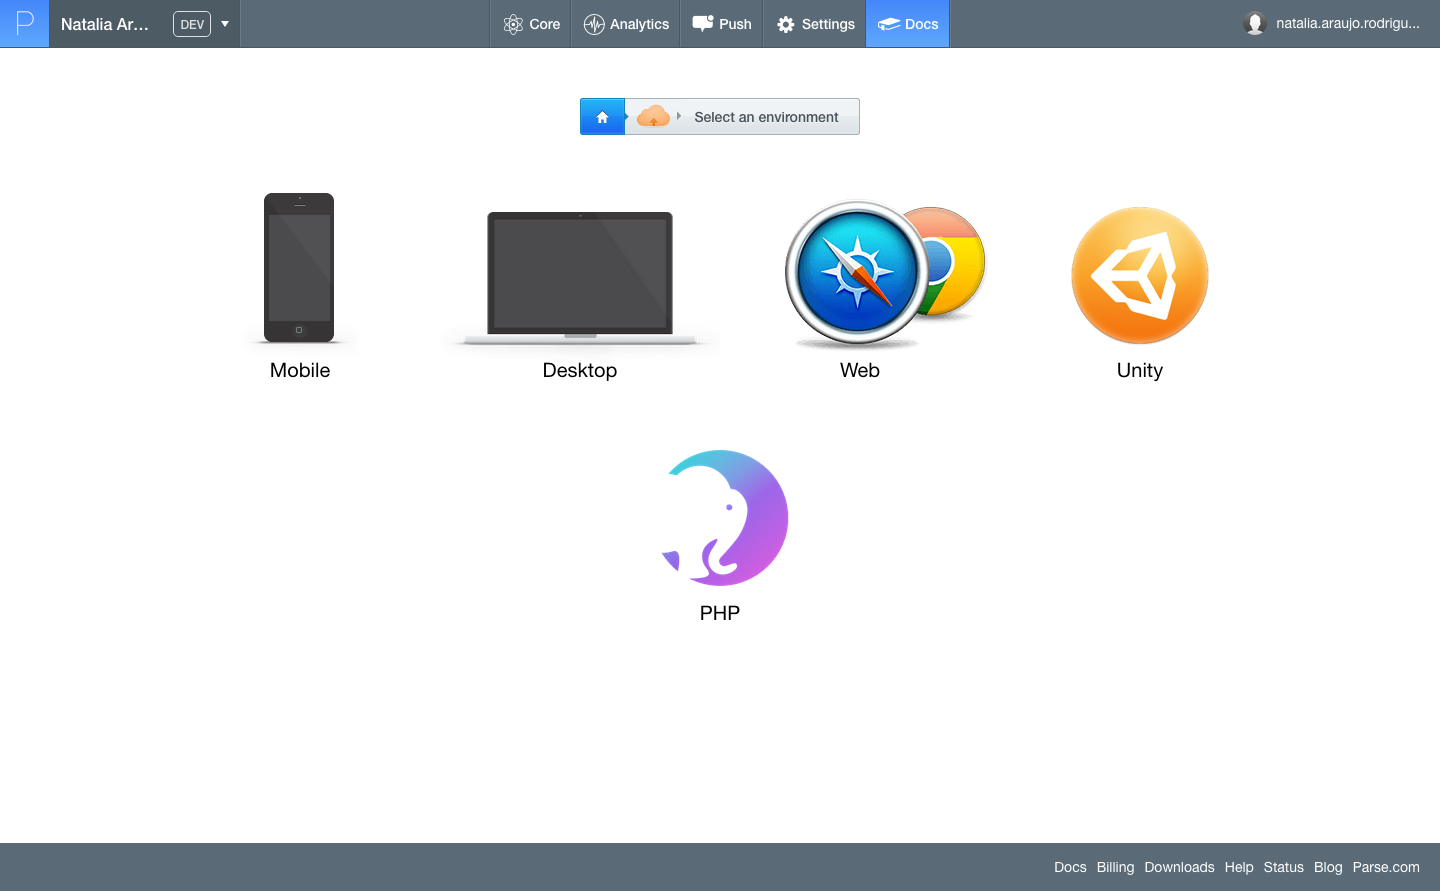 P Natalia Ar... DEV Core Analytics Push Settings Docs natalia.araujo.rodrigu...
Select an environment
Mobile Desktop Web Unity
PHP
Docs Billing Downloads Help Status Blog Parse.com